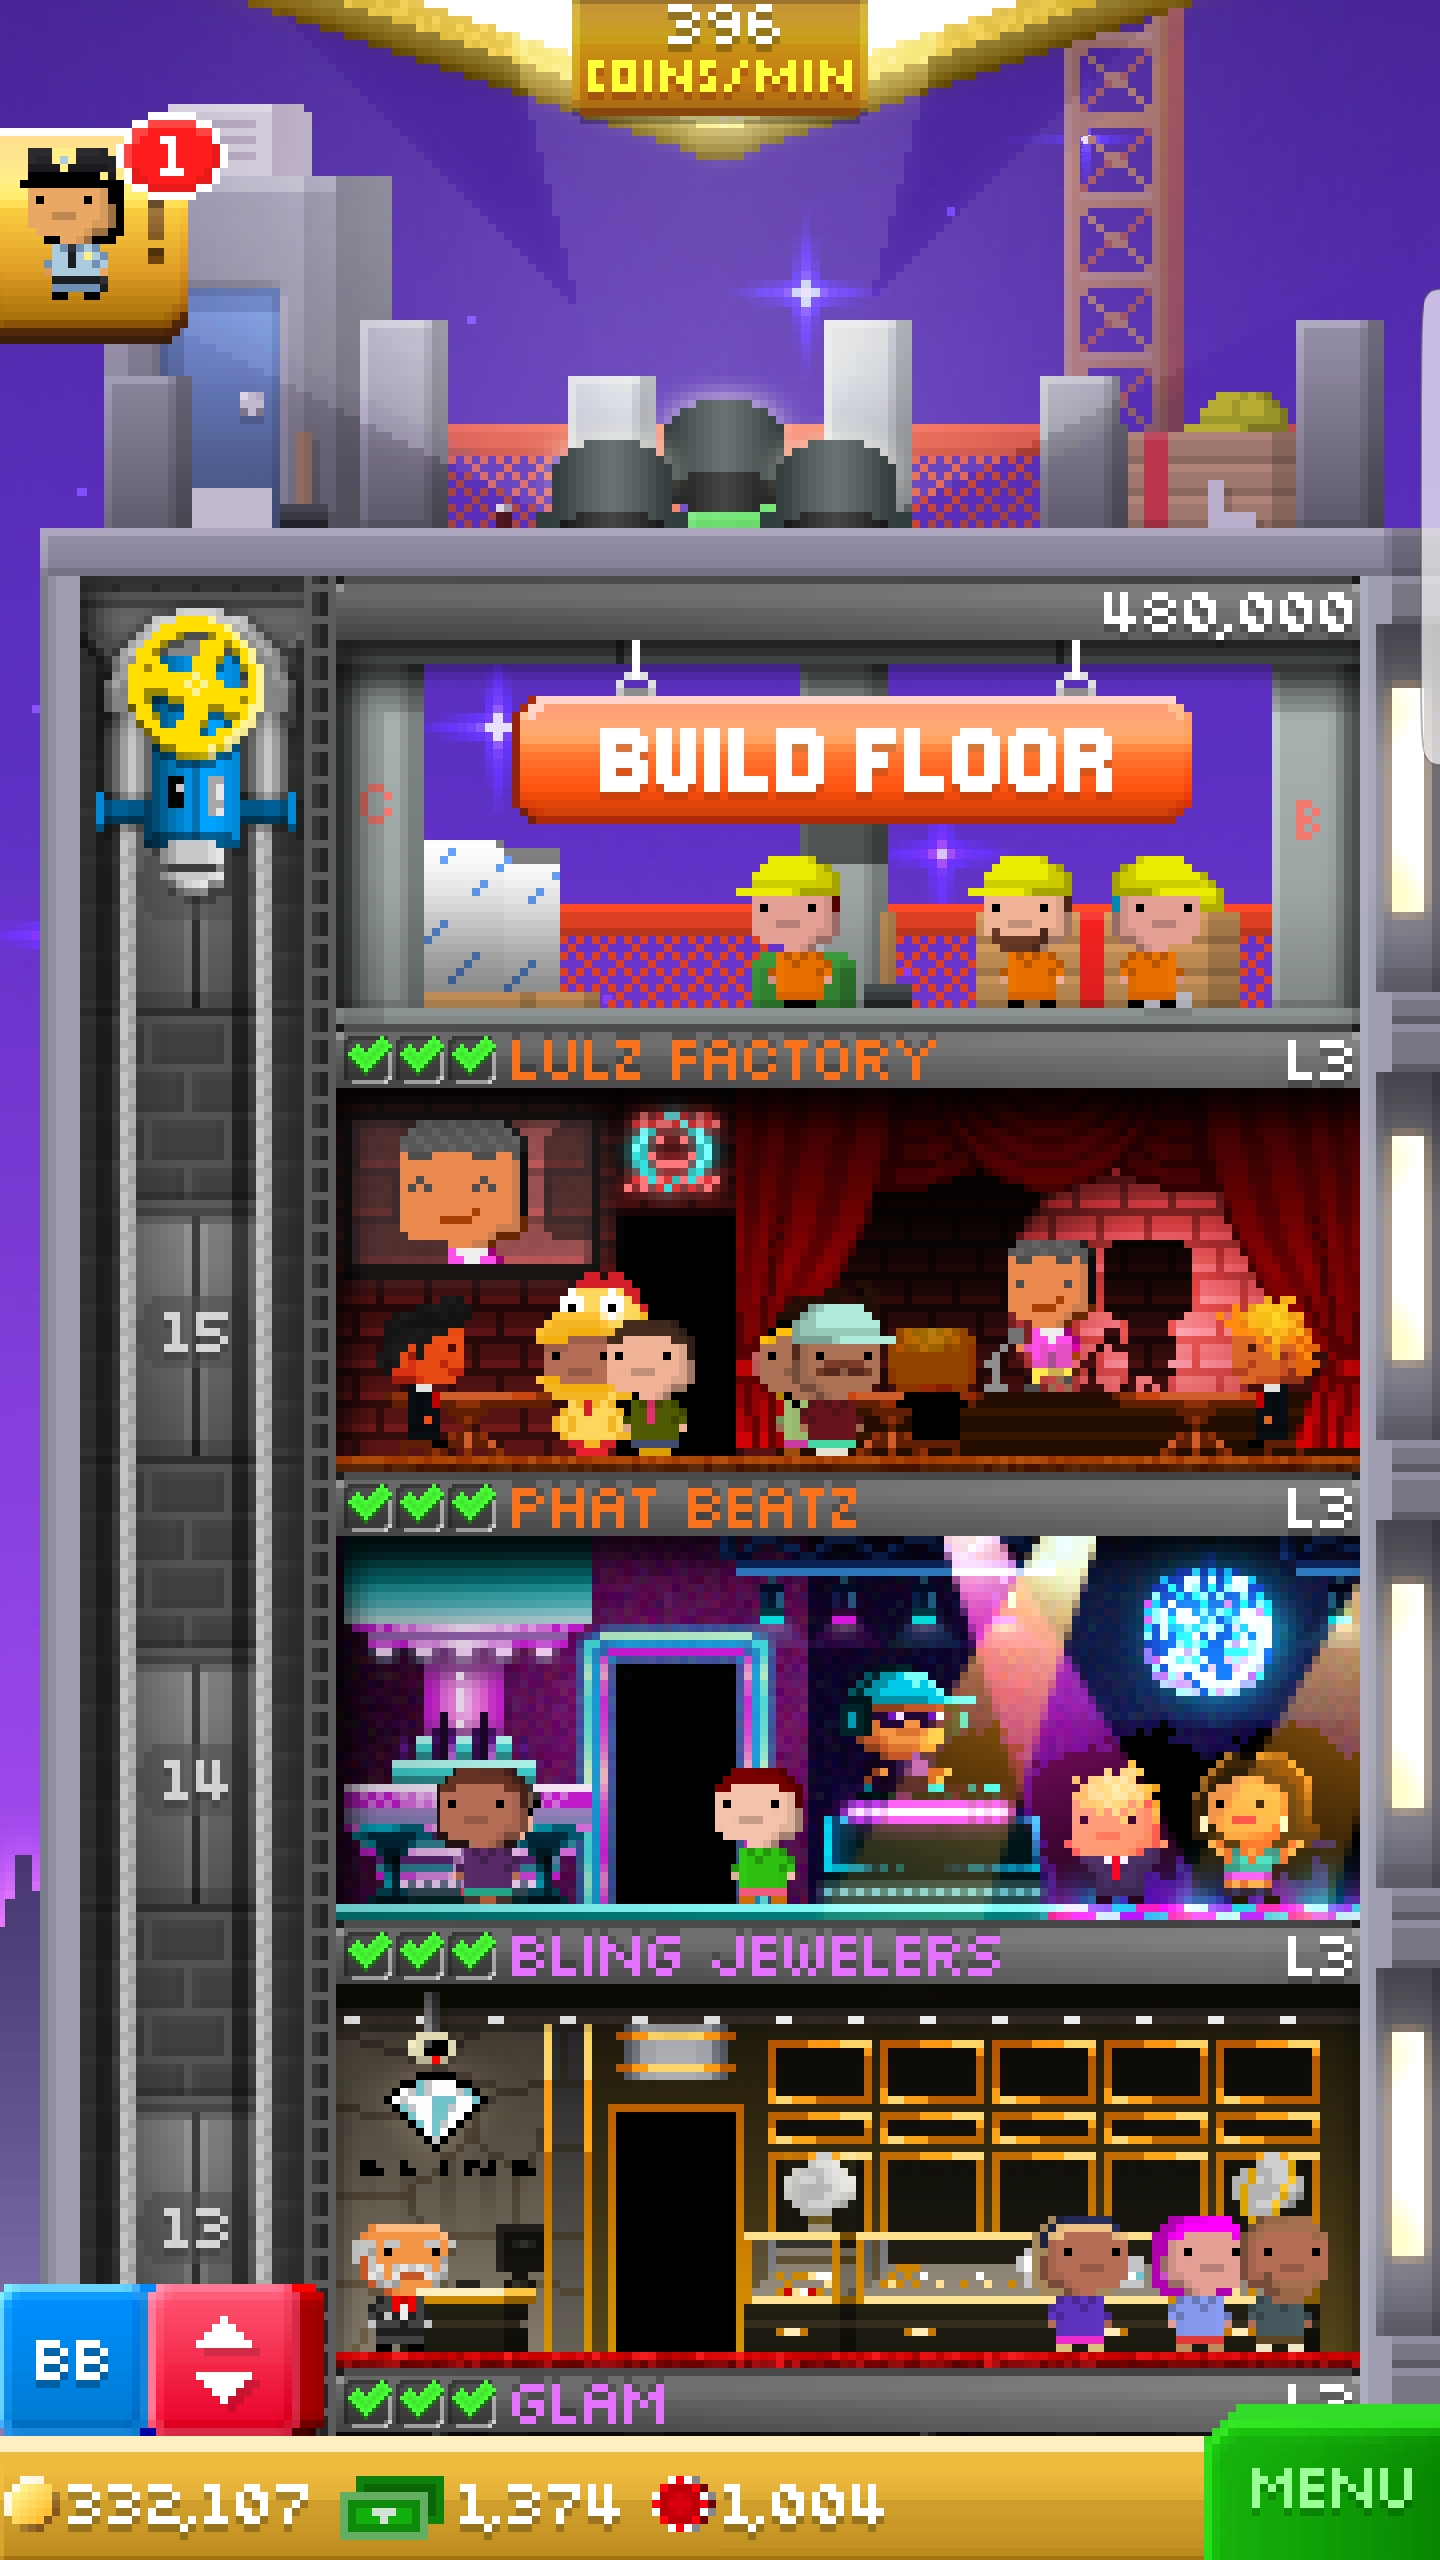 396
COINS/MIN
1
!
480,000
BUILD FLOOR
C
B
LULZ FACTORY L3
15
PHAT BEATZ L3
14
BLING JEWELERS L3
13
GLAM L3
BB
332,107 1,374 1,004
MENU